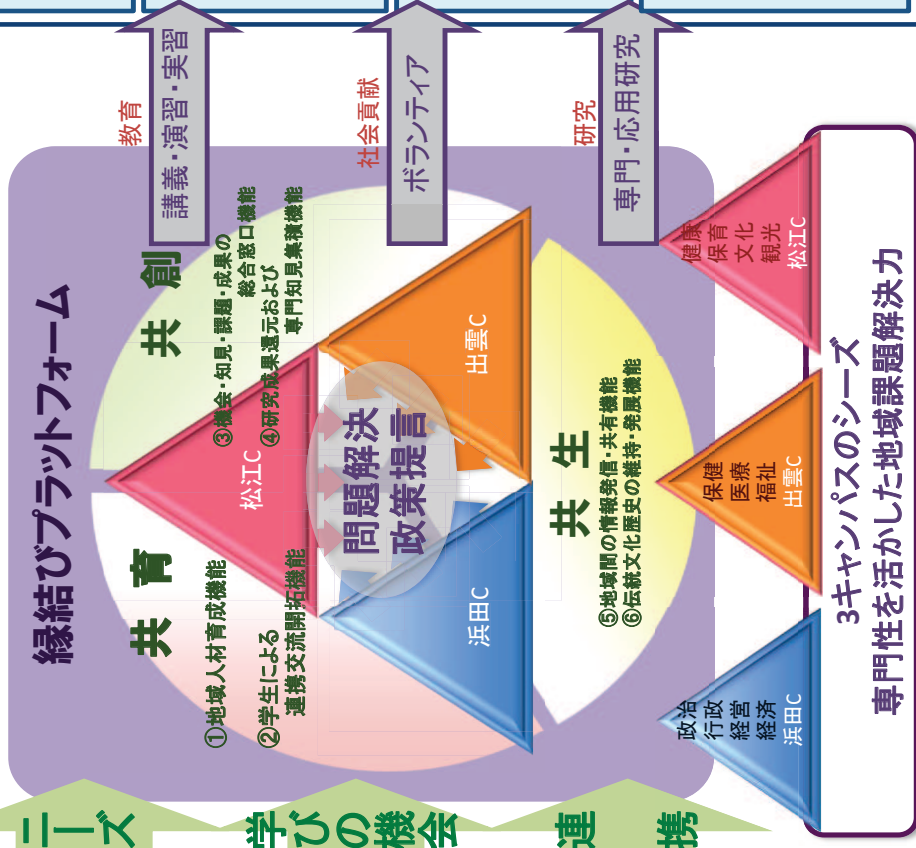 縁結びプラットフォーム
共育
①地域人材育成機能
②学生による
連携交流開拓機能
共創
③機会・知見・課題・成果の
総合窓口機能
④研究成果還元および
専門知見集積機能
松江C
問題解決
政策提言
浜田C
出雲C
共生
⑤地域間の情報発信・共有機能
⑥伝統文化歴史の維持・発展機能
ニーズ
学びの機会
連携
教育
講義・演習・実習
社会貢献
ボランティア
研究
専門・応用研究
政治
行政
経営
経済
浜田C
保健
医療
福祉
出雲C
健康
保育
文化
観光
松江C
3キャンパスのシーズ
専門性を活かした地域課題解決力